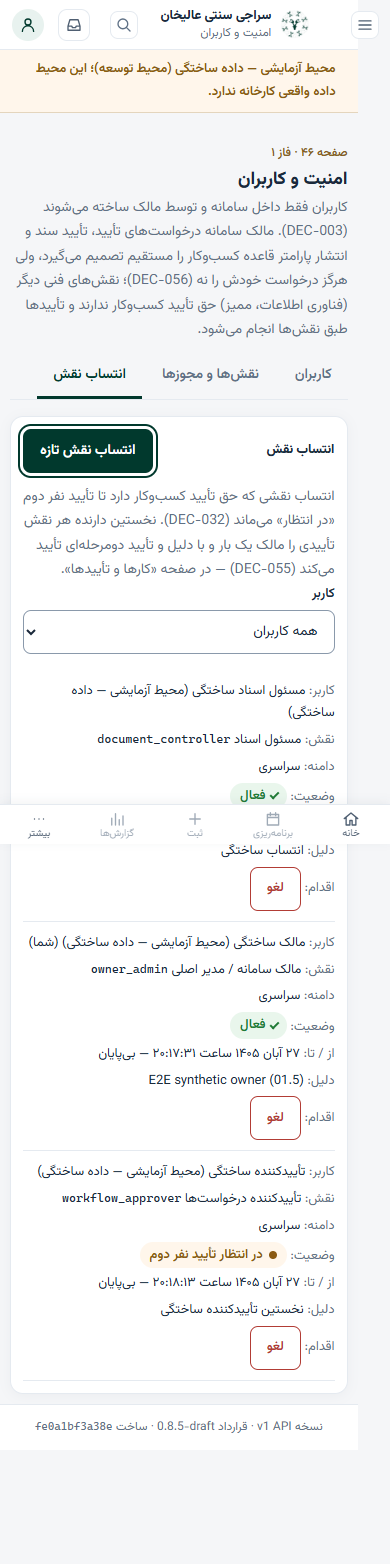 سراجی سنتی عالیخان
امنیت و کاربران
محیط آزمایشی — داده ساختگی (محیط توسعه)؛ این محیط
داده واقعی کارخانه ندارد.
صفحه ۴۶ · فاز ۱
امنیت و کاربران
کاربران فقط داخل سامانه و توسط مالک ساخته می‌شوند
(DEC-003). مالک سامانه درخواست‌های تأیید، تأیید سند و
انتشار پارامتر قاعده کسب‌وکار را مستقیم تصمیم می‌گیرد، ولی
هرگز درخواست خودش را نه (DEC-056)؛ نقش‌های فنی دیگر
(فناوری اطلاعات، ممیز) حق تأیید کسب‌وکار ندارند و تأییدها
طبق نقش‌ها انجام می‌شود.
کاربران
نقش‌ها و مجوزها
انتساب نقش
انتساب نقش
انتساب نقش تازه
انتساب نقشی که حق تأیید کسب‌وکار دارد تا تأیید نفر دوم
«در انتظار» می‌ماند (DEC-032). نخستین دارنده هر نقش
تأییدی را مالک یک بار و با دلیل و تأیید دومرحله‌ای تأیید
می‌کند (DEC-055) — در صفحه «کارها و تأییدها».
کاربر
همه کاربران
کاربر: مسئول اسناد ساختگی (محیط آزمایشی — داده
ساختگی)
نقش: مسئول اسناد document_controller
دامنه: سراسری
وضعیت: فعال
خانه
برنامه‌ریزی
ثبت
گزارش‌ها
بیشتر
دلیل: انتساب ساختگی
اقدام: لغو
کاربر: مالک ساختگی (محیط آزمایشی — داده ساختگی) (شما)
نقش: مالک سامانه / مدیر اصلی owner_admin
دامنه: سراسری
وضعیت: فعال
از / تا: ۲۷ آبان ۱۴۰۵ ساعت ۲۰:۱۷:۳۱ — بی‌پایان
دلیل: E2E synthetic owner (01.5)
اقدام: لغو
کاربر: تأییدکننده ساختگی (محیط آزمایشی — داده ساختگی)
نقش: تأییدکننده درخواست‌ها workflow_approver
دامنه: سراسری
وضعیت: در انتظار تأیید نفر دوم
از / تا: ۲۷ آبان ۱۴۰۵ ساعت ۲۰:۱۸:۱۳ — بی‌پایان
دلیل: نخستین تأییدکننده ساختگی
اقدام: لغو
نسخه v1 API · قرارداد 0.8.5-draft · ساخت fe0a1bf3a38e